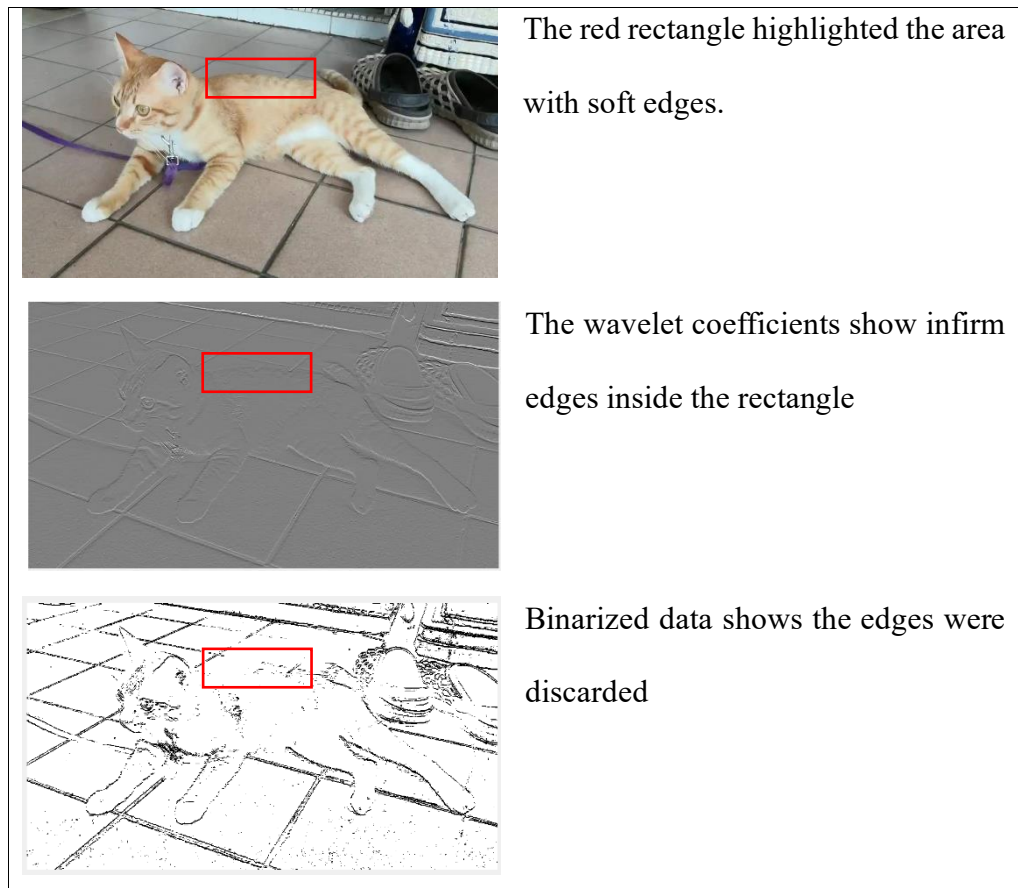 The red rectangle highlighted the area
with soft edges.
The wavelet coefficients show infirm
edges inside the rectangle
Binarized data shows the edges were
discarded